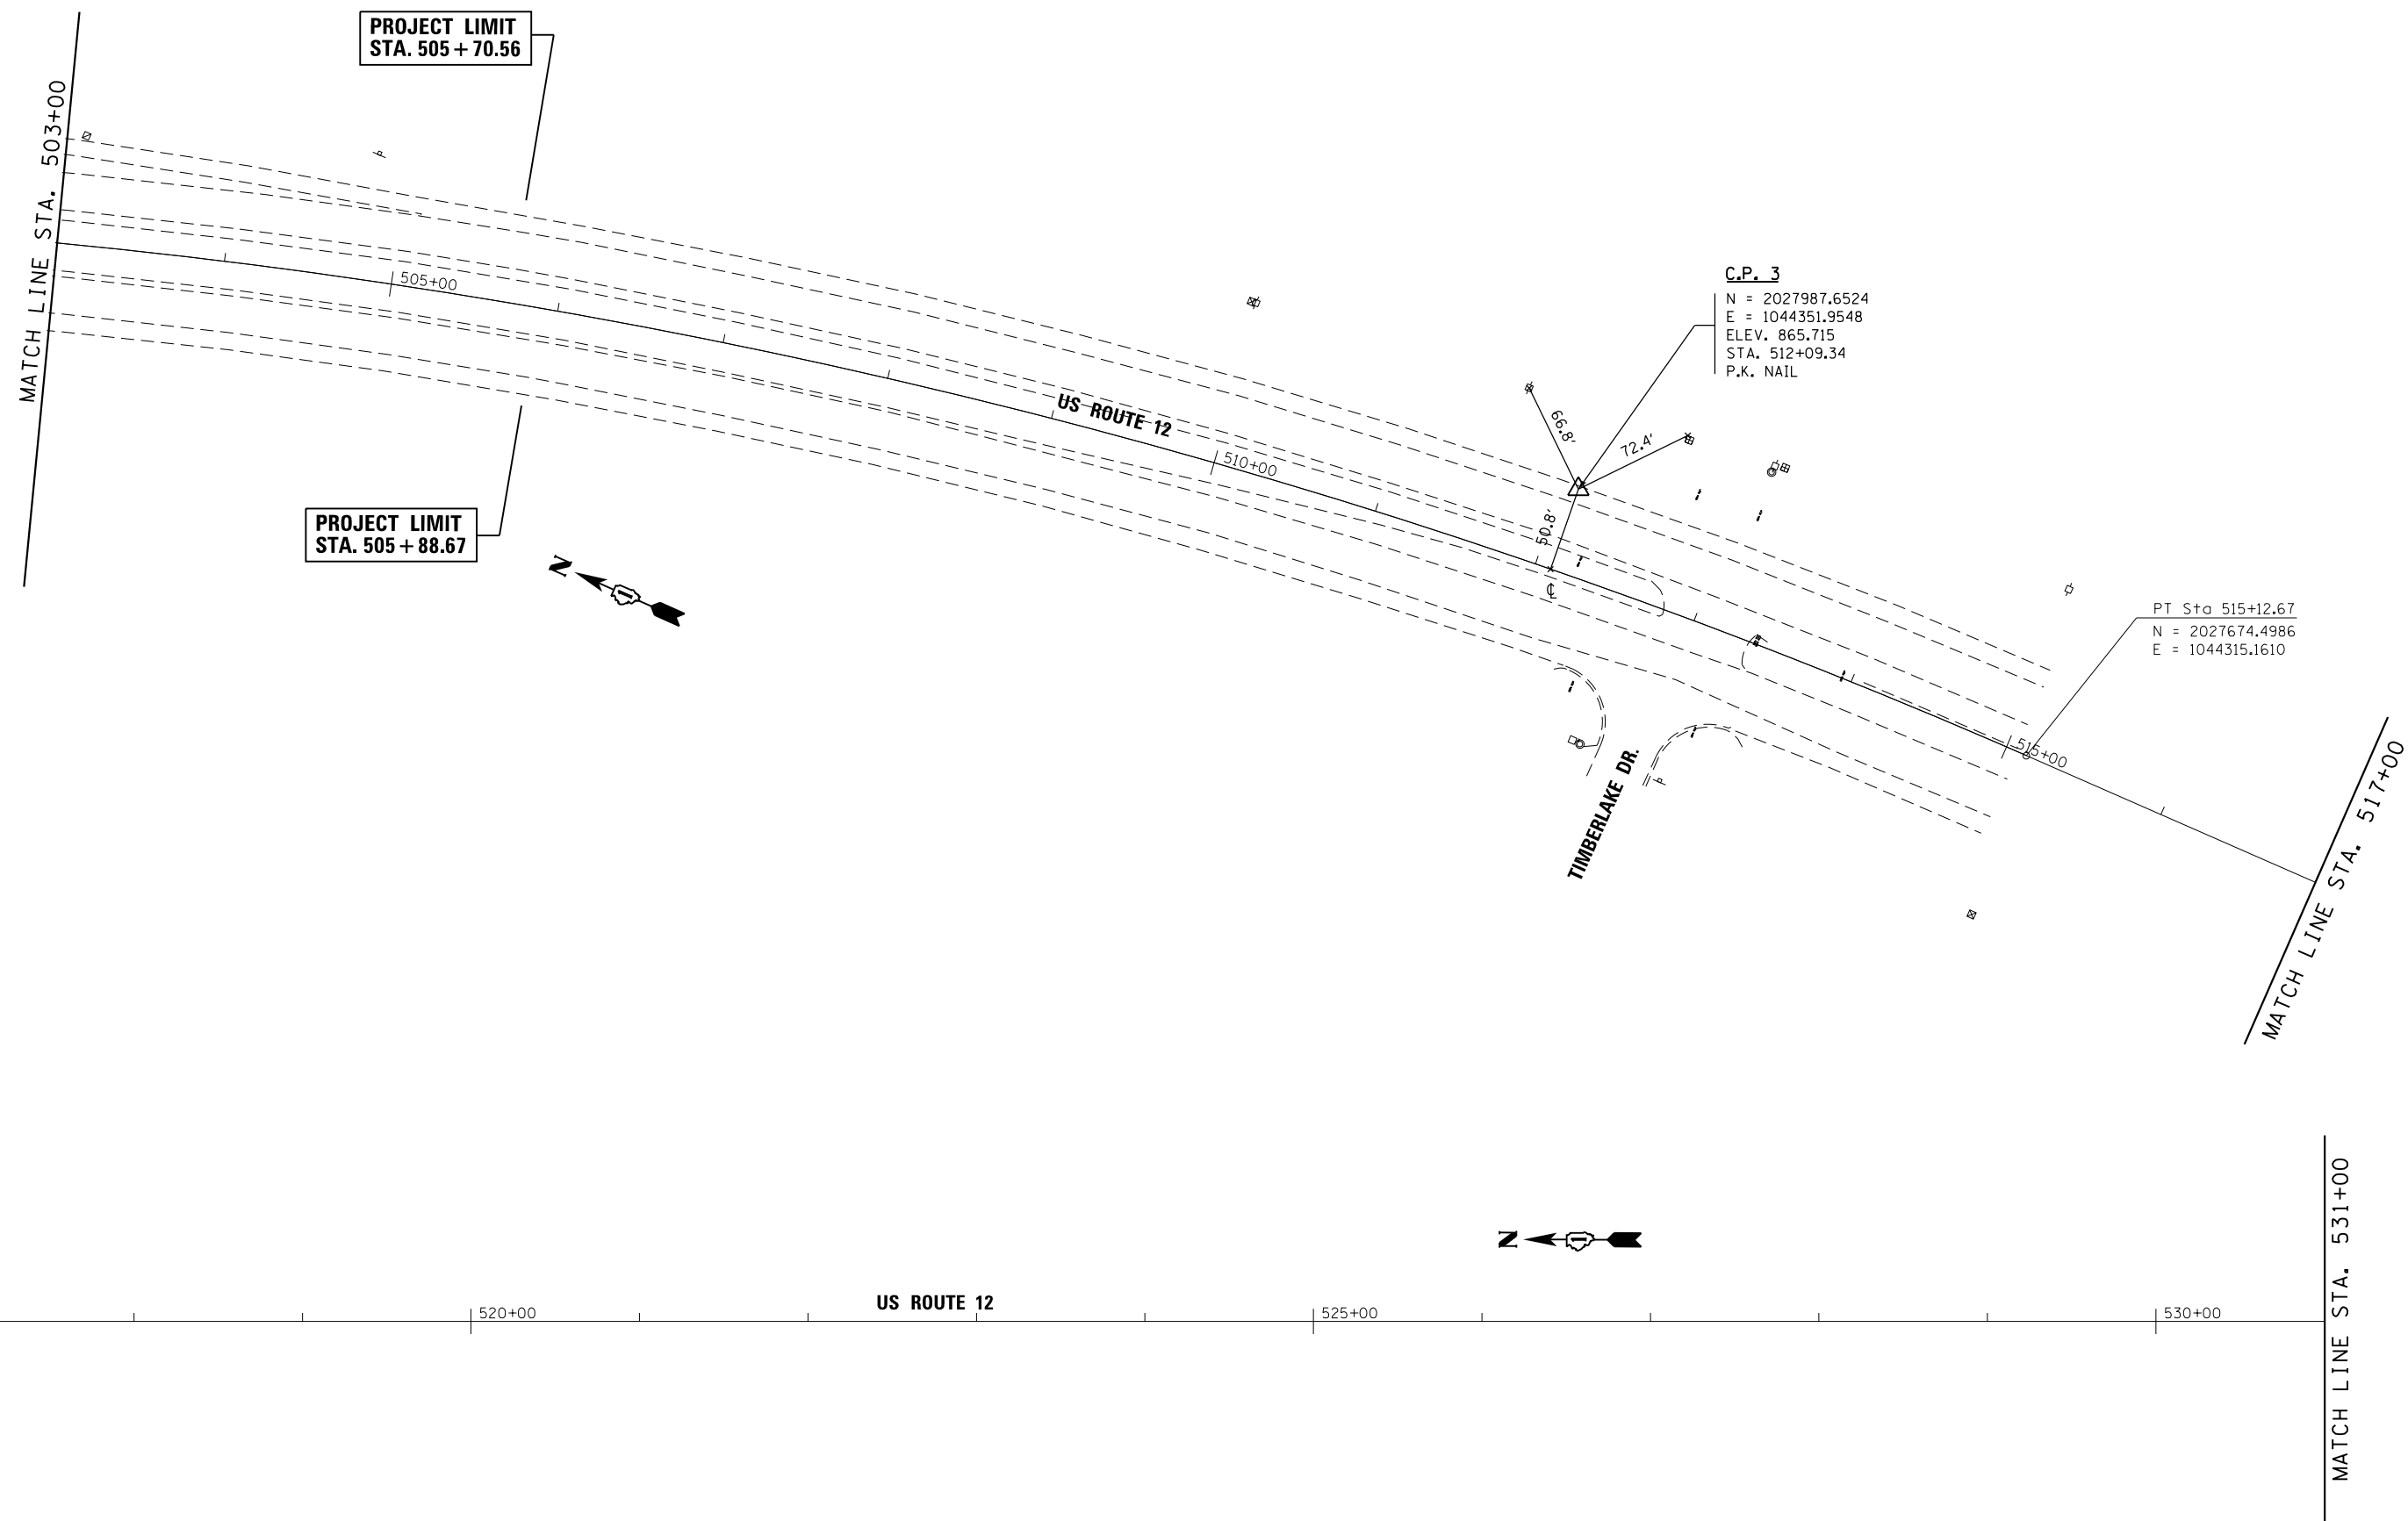 PROJECT LIMIT
STA. 505+70.56
MATCH LINE STA. 503+00
505+00
C.P. 3
N = 2027987.6524
E = 1044351.9548
ELEV. 865.715
STA. 512+09.34
P.K. NAIL
US ROUTE 12
66.8'
72.4'
510+00
50.8'
℄
PROJECT LIMIT
STA. 505+88.67
N
1
PT Sta 515+12.67
N = 2027674.4986
E = 1044315.1610
515+00
TIMBERLAKE DR.
MATCH LINE STA. 517+00
N
1
US ROUTE 12
520+00
525+00
530+00
MATCH LINE STA. 531+00